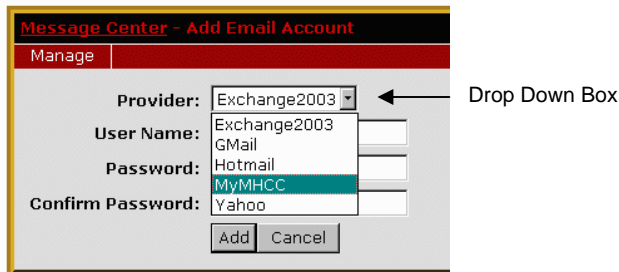 Message Center - Add Email Account
Manage
Provider: Exchange2003
Drop Down Box
User Name:
Exchange2003
GMail
Password:
Hotmail
MyMHCC
Confirm Password:
Yahoo
Add Cancel